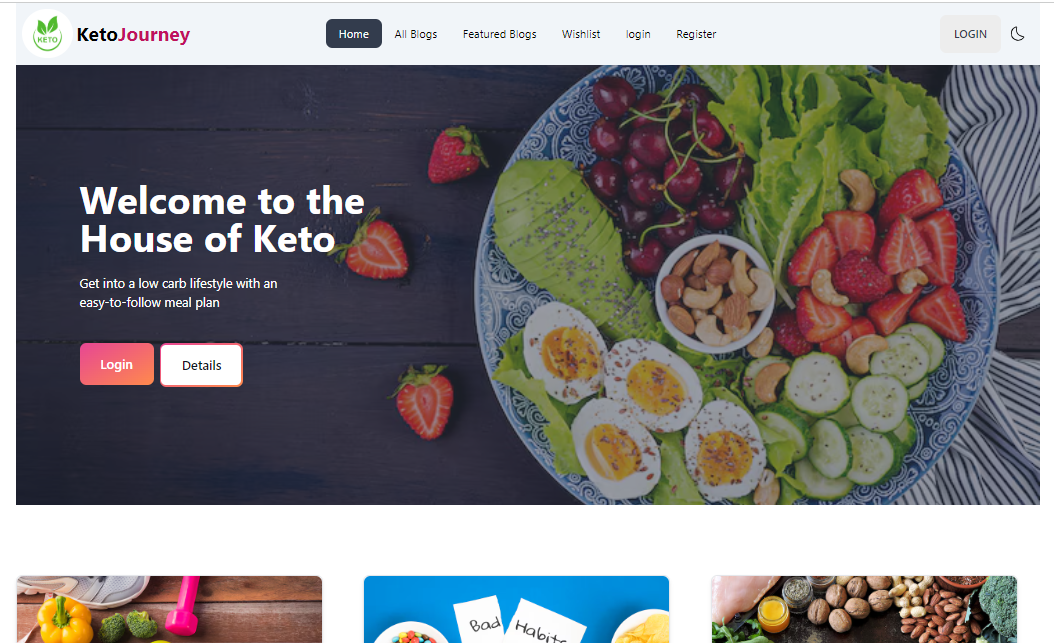 KETO
KetoJourney
Home
All Blogs
Featured Blogs
Wishlist
login
Register
LOGIN
Welcome to the
House of Keto
Get into a low carb lifestyle with an
easy-to-follow meal plan
Login
Details
Bad
Habits